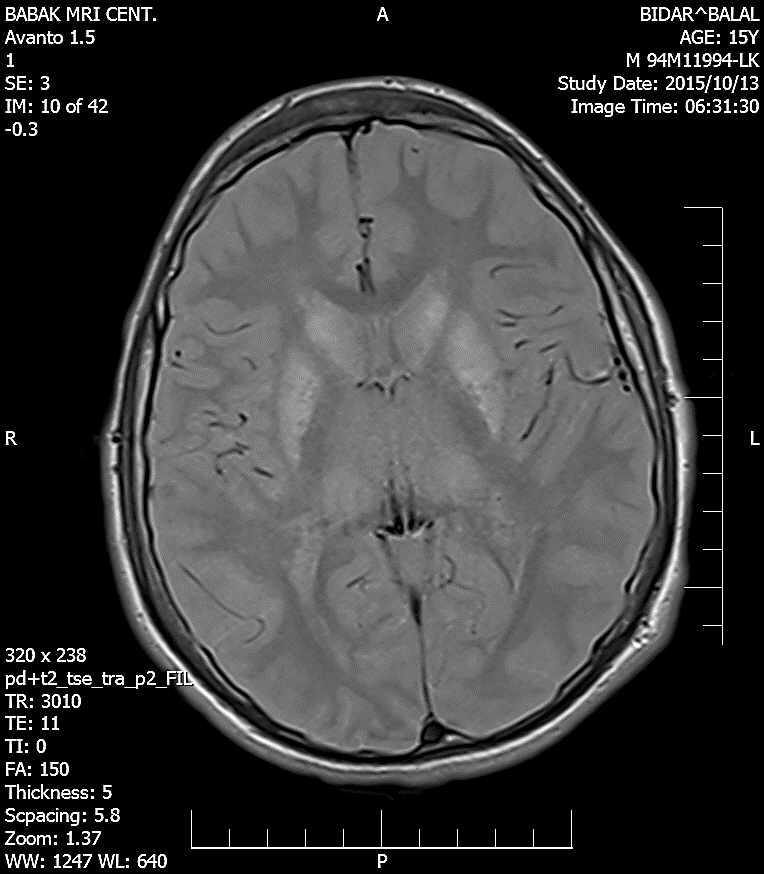 BABAK MRI CENT.
Avanto 1.5
1
SE: 3
IM: 10 of 42
-0.3
A
BIDAR^BALAL
AGE: 15Y
M 94M11994-LK
Study Date: 2015/10/13
Image Time: 06:31:30
R
L
320 x 238
pd+t2_tse_tra_p2_FIL
TR: 3010
TE: 11
TI: 0
FA: 150
Thickness: 5
Scpacing: 5.8
Zoom: 1.37
WW: 1247 WL: 640
P